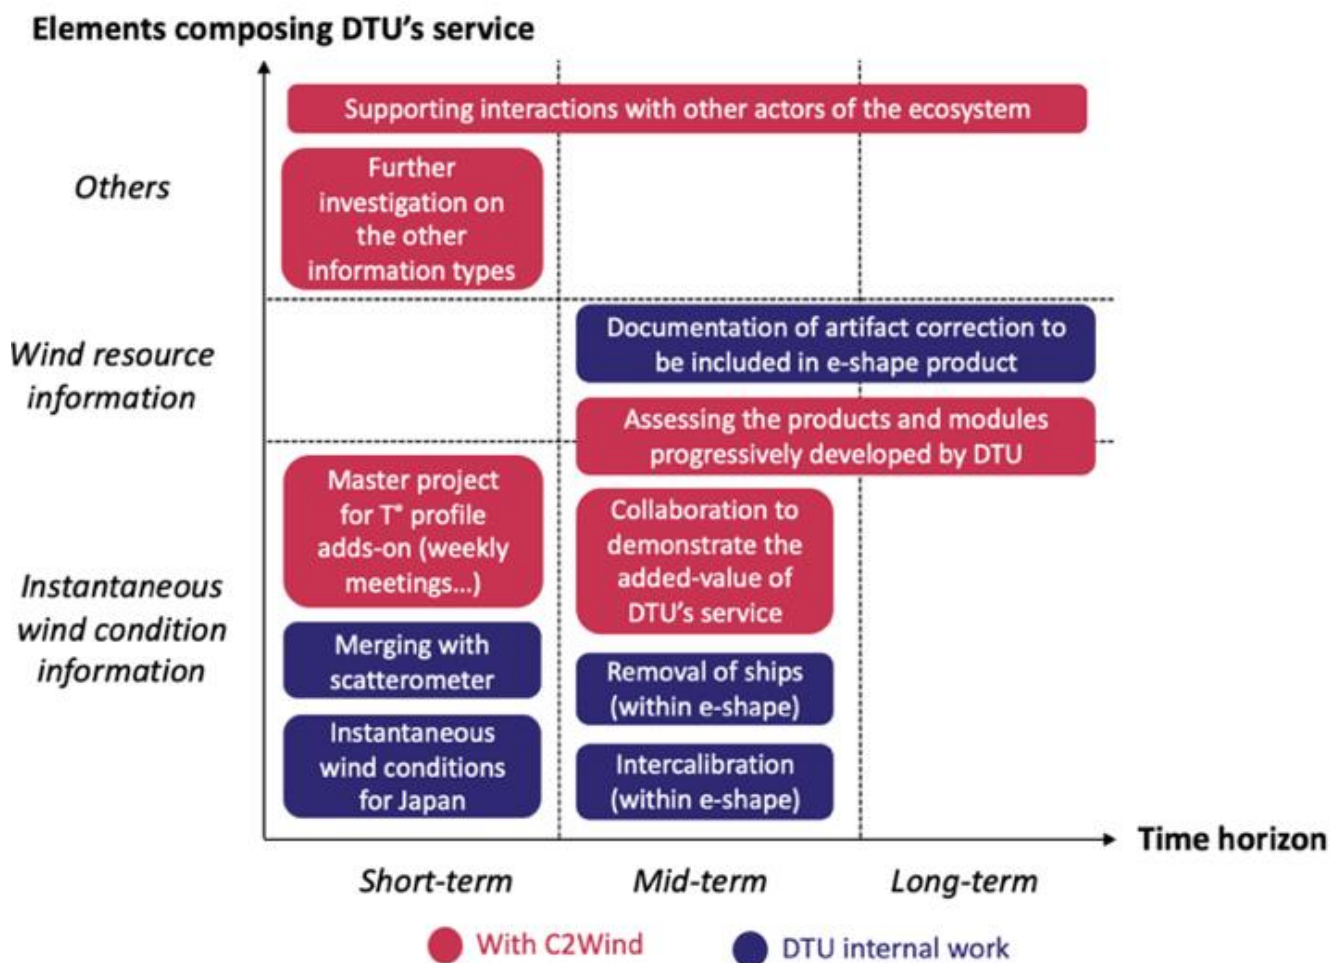 Elements composing DTU's service
Supporting interactions with other actors of the ecosystem
Others
Further
investigation on
the other
information types
Wind resource
information
Documentation of artifact correction to
be included in e-shape product
Assessing the products and modules
progressively developed by DTU
Instantaneous
wind condition
information
Master project
for T° profile
adds-on (weekly
meetings...)
Collaboration to
demonstrate the
added-value of
DTU's service
Merging with
scatterometer
Removal of ships
(within e-shape)
Instantaneous
wind conditions
for Japan
Intercalibration
(within e-shape)
Time horizon
Short-term
Mid-term
Long-term
With C2Wind
DTU internal work